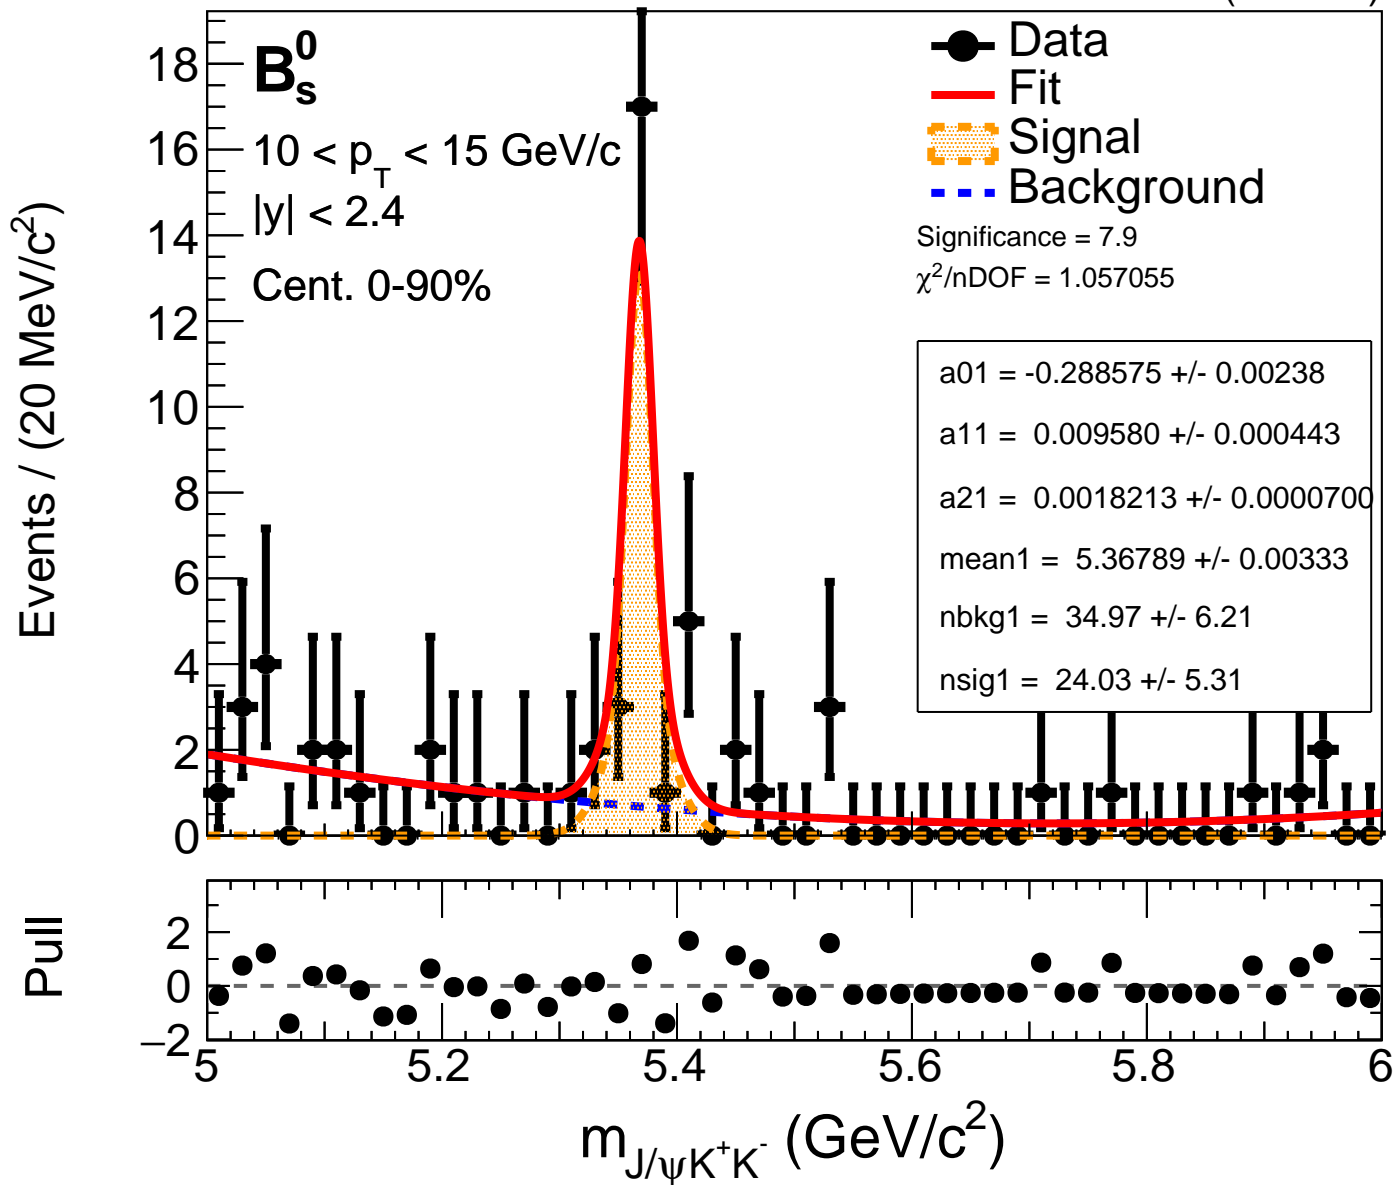 B_s^0
10 < p_T < 15 GeV/c
|y| < 2.4
Cent. 0-90%
Data
Fit
Signal
Background
Significance = 7.9
χ²/nDOF = 1.057055
a01 = -0.288575 +/- 0.00238
a11 = 0.009580 +/- 0.000443
a21 = 0.0018213 +/- 0.0000700
mean1 = 5.36789 +/- 0.00333
nbkg1 = 34.97 +/- 6.21
nsig1 = 24.03 +/- 5.31
Events / (20 MeV/c²)
18
16
14
12
10
8
6
4
2
0
Pull
2
0
−2
5 5.2 5.4 5.6 5.8 6
m_{J/ψK⁺K⁻} (GeV/c²)